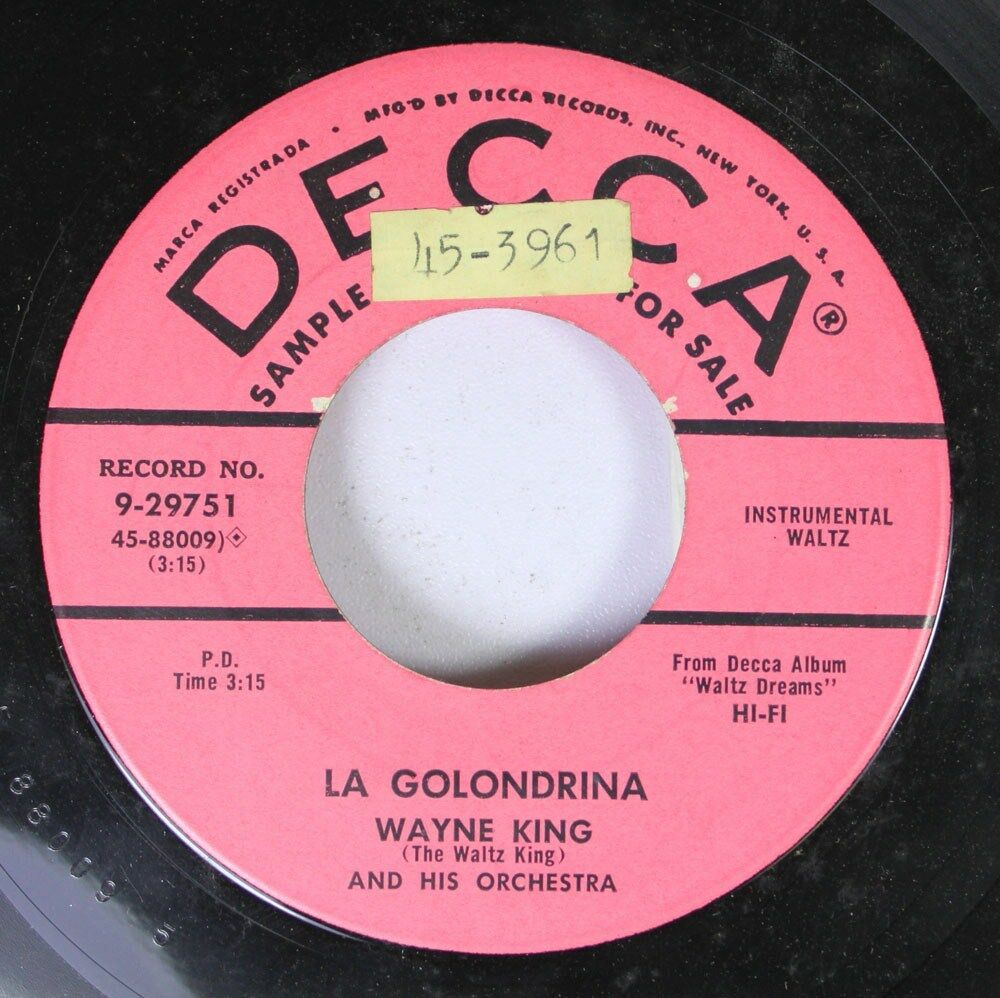 MARCA REGISTRADA • MFG'D BY DECCA RECORDS, INC., NEW YORK, U. S. A.
DECCA®
45-3961
SAMPLE FOR SALE
RECORD NO.
9-29751
45-88009)
(3:15)
INSTRUMENTAL
WALTZ
P.D.
Time 3:15
From Decca Album
"Waltz Dreams"
HI-FI
LA GOLONDRINA
WAYNE KING
(The Waltz King)
AND HIS ORCHESTRA